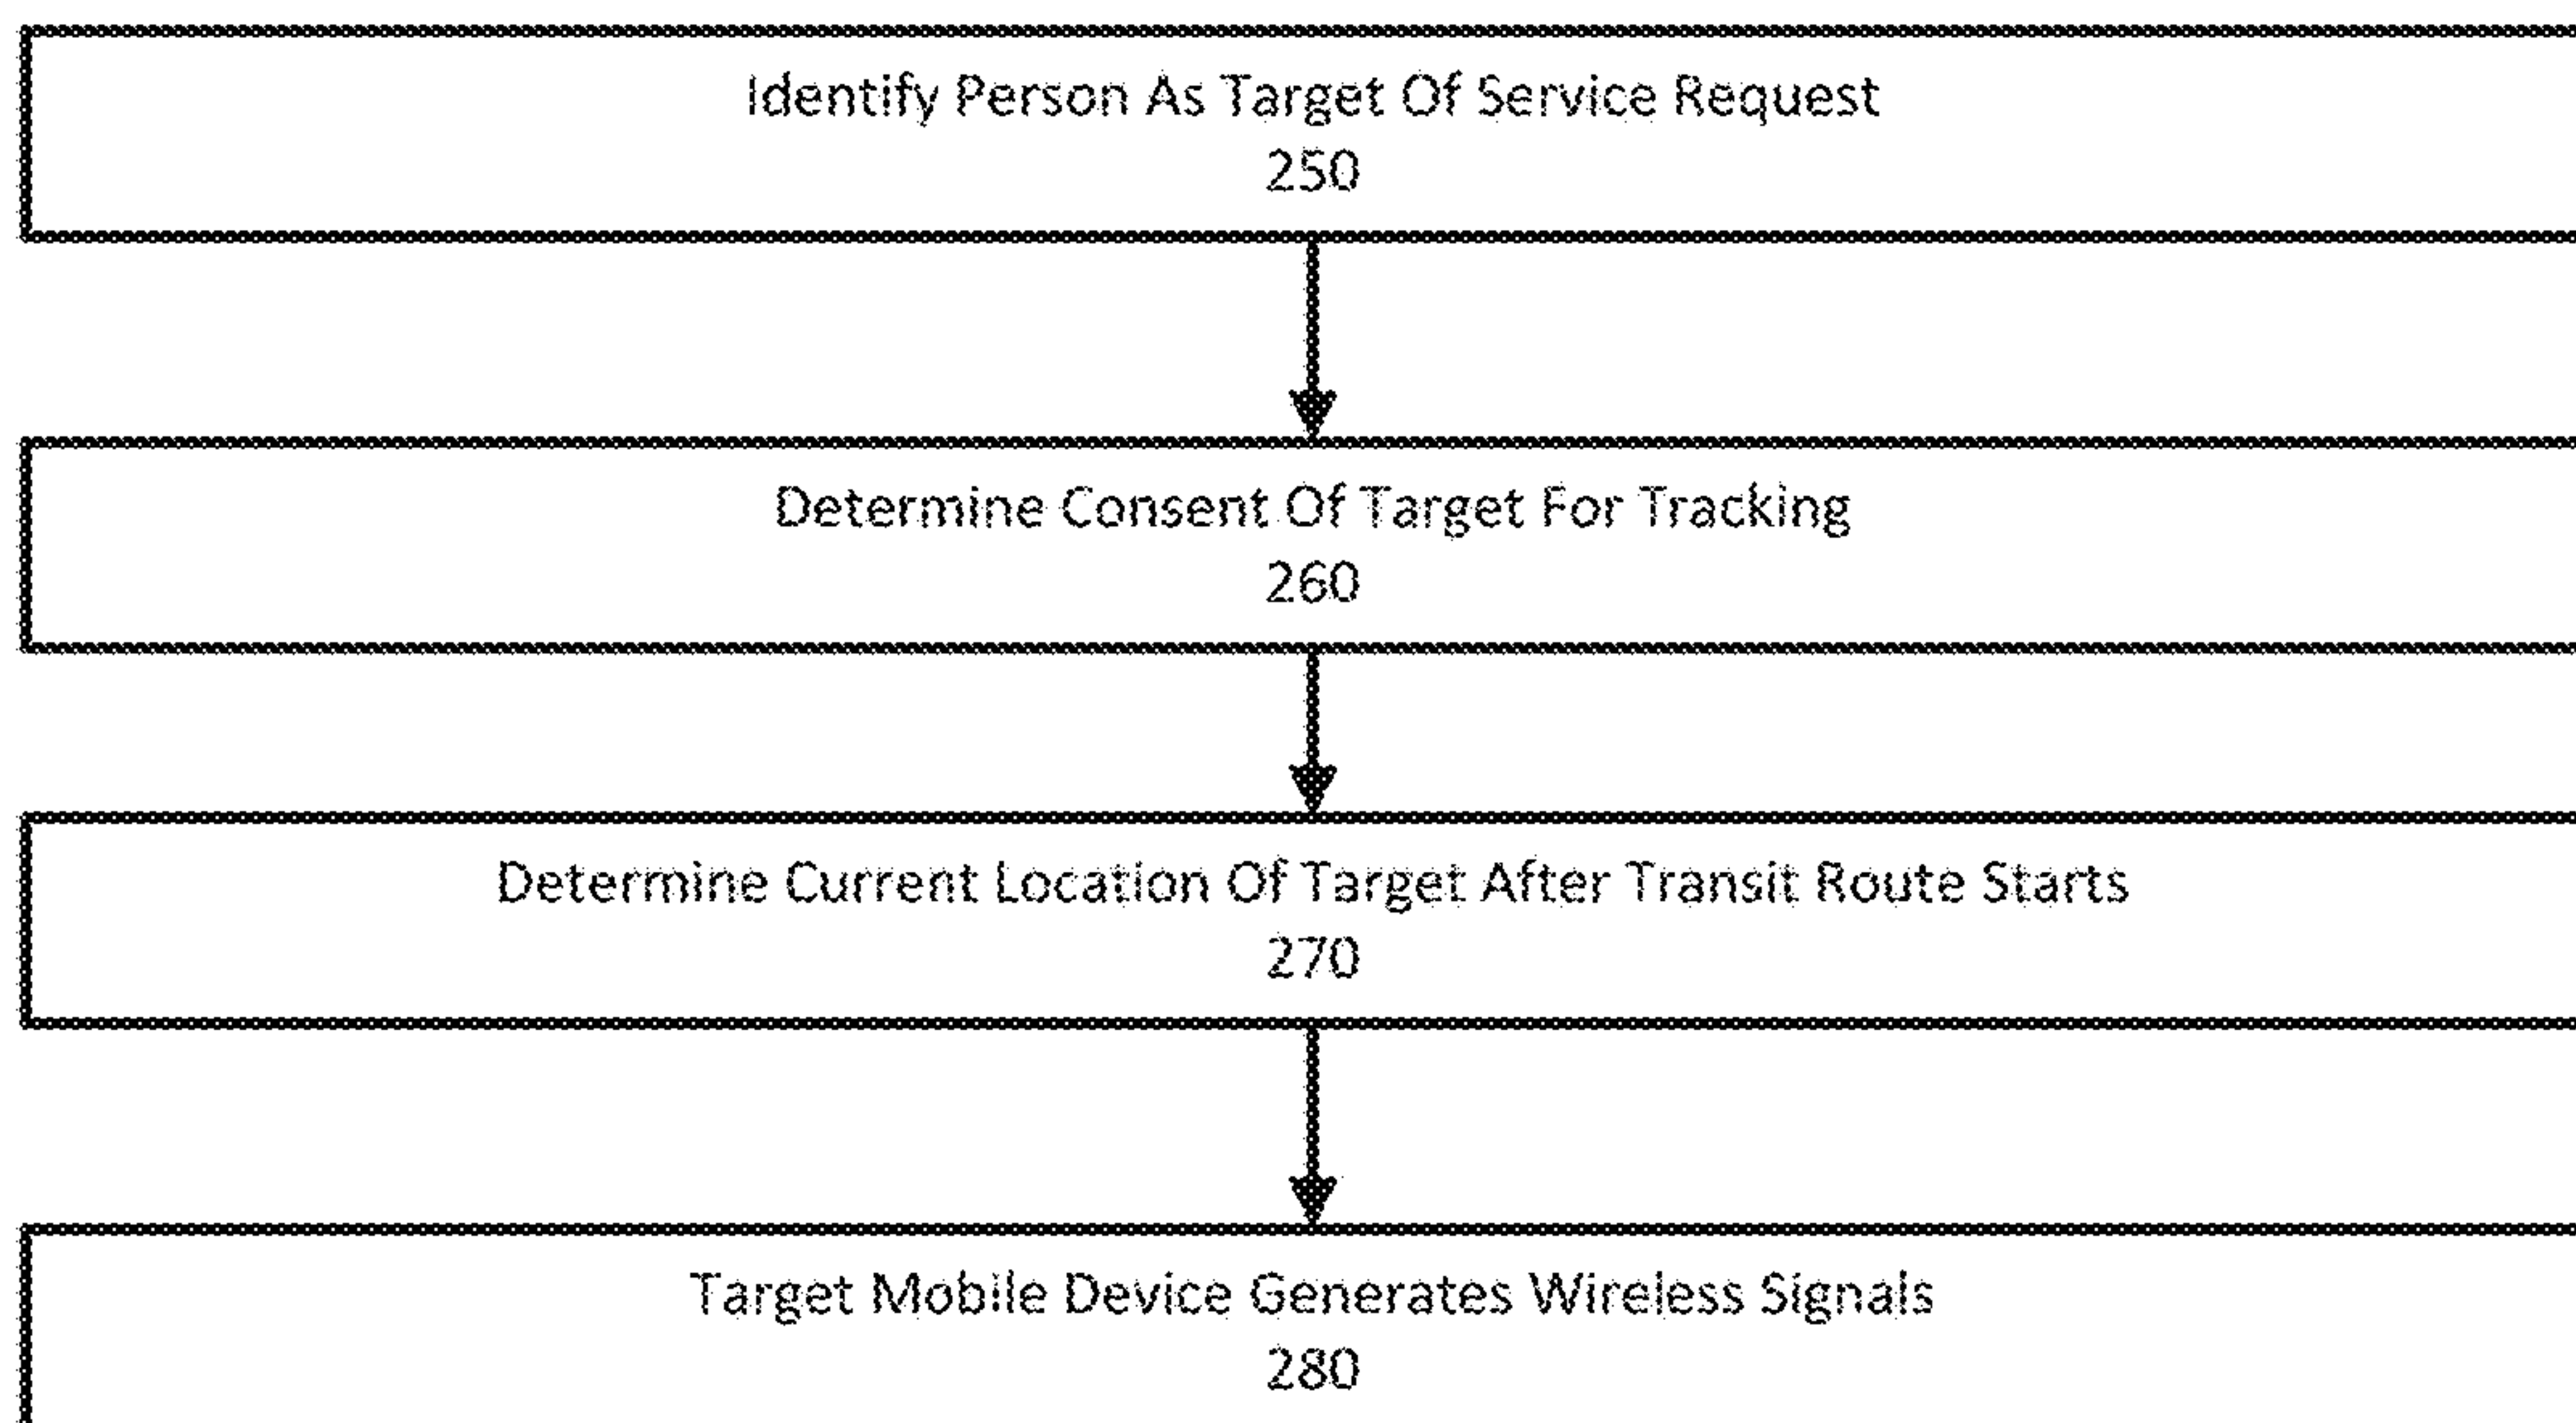 Identify Person As Target Of Service Request
250
Determine Consent Of Target For Tracking
260
Determine Current Location Of Target After Transit Route Starts
270
Target Mobile Device Generates Wireless Signals
280